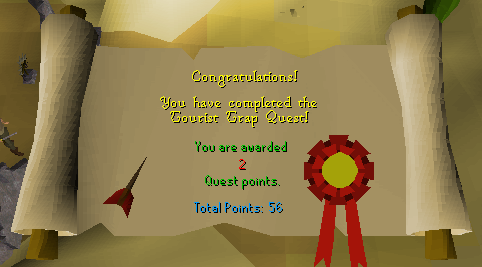 Congratulations!
You have completed the
Tourist Trap Quest!
You are awarded
2
Quest points.
Total Points: 56